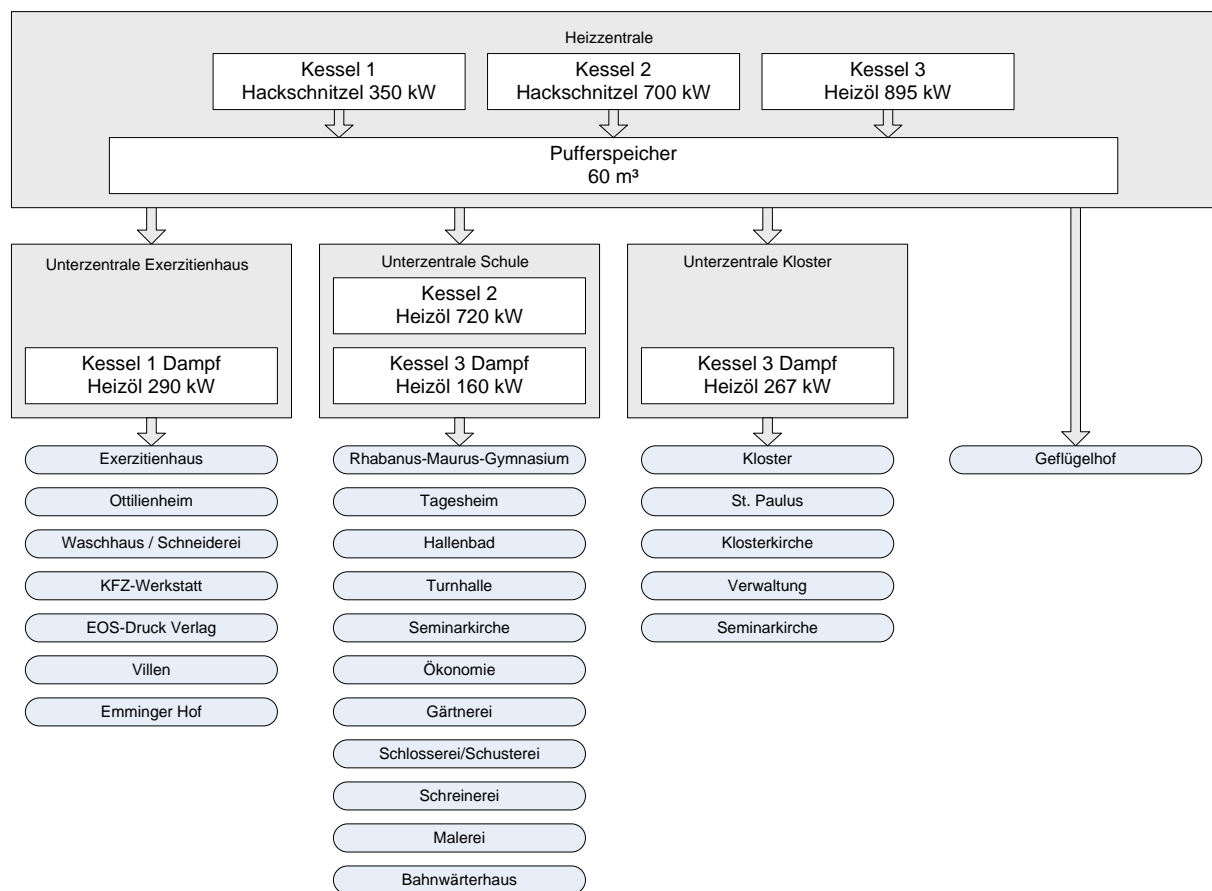 Heizzentrale
Kessel 1
Hackschnitzel 350 kW
Kessel 2
Hackschnitzel 700 kW
Kessel 3
Heizöl 895 kW
Pufferspeicher
60 m³
Unterzentrale Exerzitienhaus
Kessel 1 Dampf
Heizöl 290 kW
Unterzentrale Schule
Kessel 2
Heizöl 720 kW
Kessel 3 Dampf
Heizöl 160 kW
Unterzentrale Kloster
Kessel 3 Dampf
Heizöl 267 kW
Exerzitienhaus
Ottilienheim
Waschhaus / Schneiderei
KFZ-Werkstatt
EOS-Druck Verlag
Villen
Emminger Hof
Rhabanus-Maurus-Gymnasium
Tagesheim
Hallenbad
Turnhalle
Seminarkirche
Ökonomie
Gärtnerei
Schlosserei/Schusterei
Schreinerei
Malerei
Bahnwärterhaus
Kloster
St. Paulus
Klosterkirche
Verwaltung
Seminarkirche
Geflügelhof